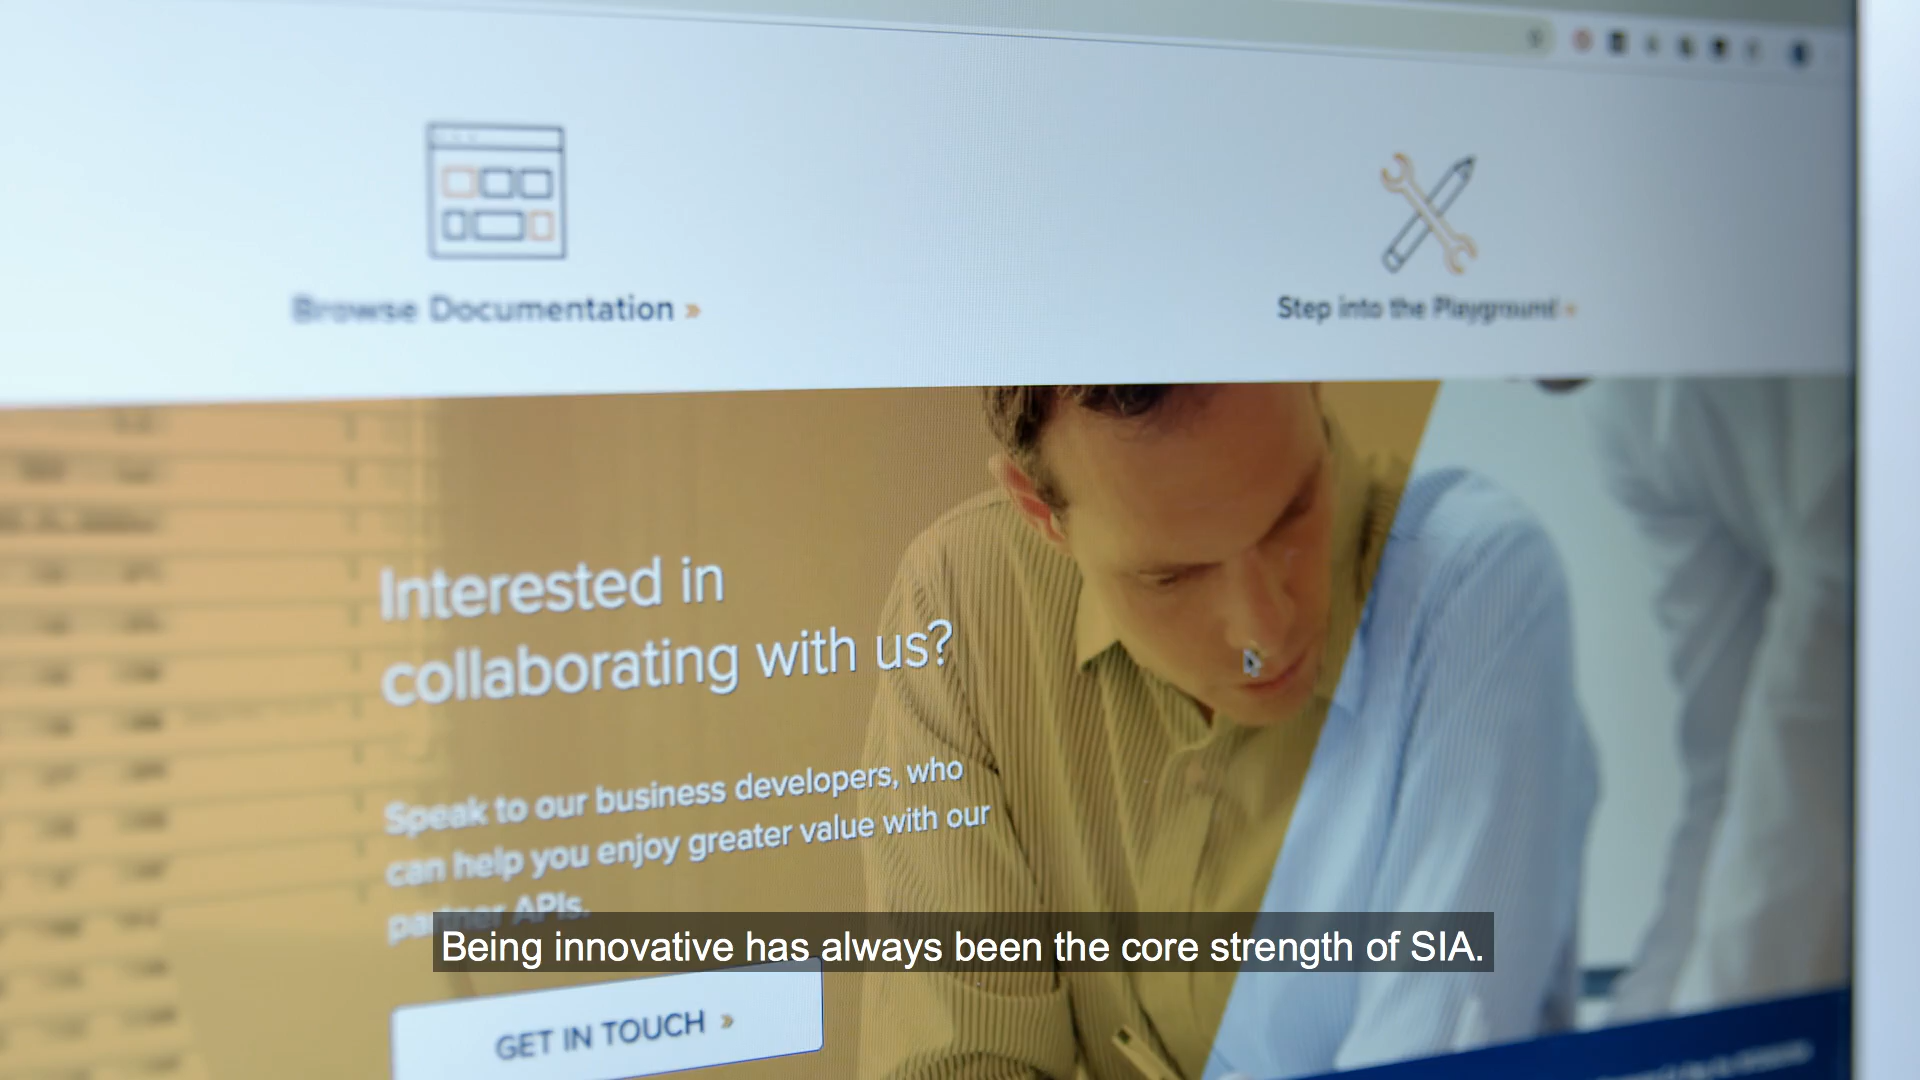 Browse Documentation »
Step into the Playground »
Interested in
collaborating with us?
Speak to our business developers, who
can help you enjoy greater value with our
partner APIs.
Being innovative has always been the core strength of SIA.
GET IN TOUCH »